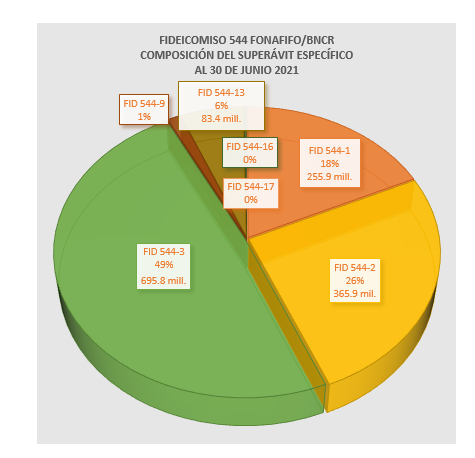 FIDEICOMISO 544 FONAFIFO/BNCR
COMPOSICIÓN DEL SUPERÁVIT ESPECÍFICO
AL 30 DE JUNIO 2021
FID 544-13
6%
83.4 mill.
FID 544-9
1%
FID 544-16
0%
FID 544-1
18%
255.9 mill.
FID 544-17
0%
FID 544-3
49%
695.8 mill.
FID 544-2
26%
365.9 mill.